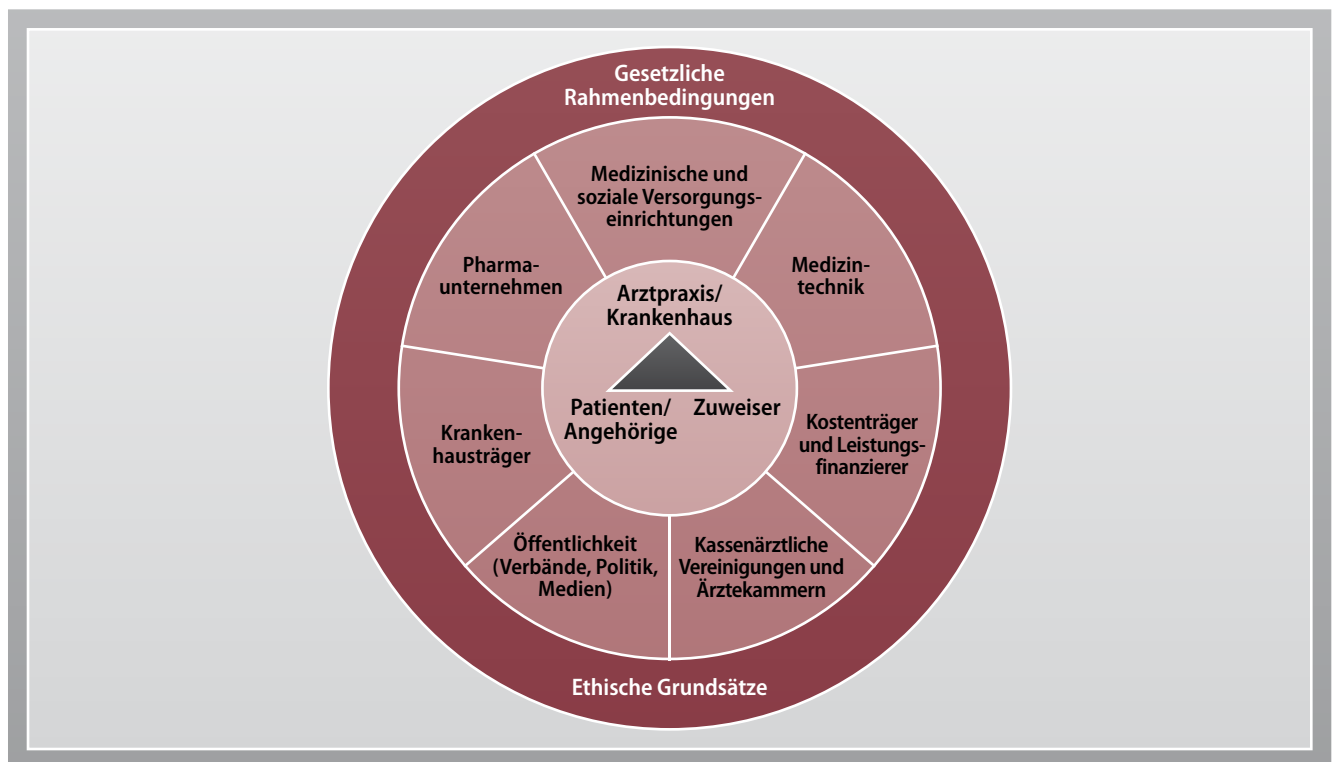 Gesetzliche
Rahmenbedingungen
Medizinische und
soziale Versorgungs-
einrichtungen
Pharma-
unternehmen
Medizin-
technik
Arztpraxis/
Krankenhaus
Patienten/
Angehörige
Zuweiser
Kranken-
hausträger
Kostenträger
und Leistungs-
finanzierer
Öffentlichkeit
(Verbände, Politik,
Medien)
Kassenärztliche
Vereinigungen und
Ärztekammern
Ethische Grundsätze